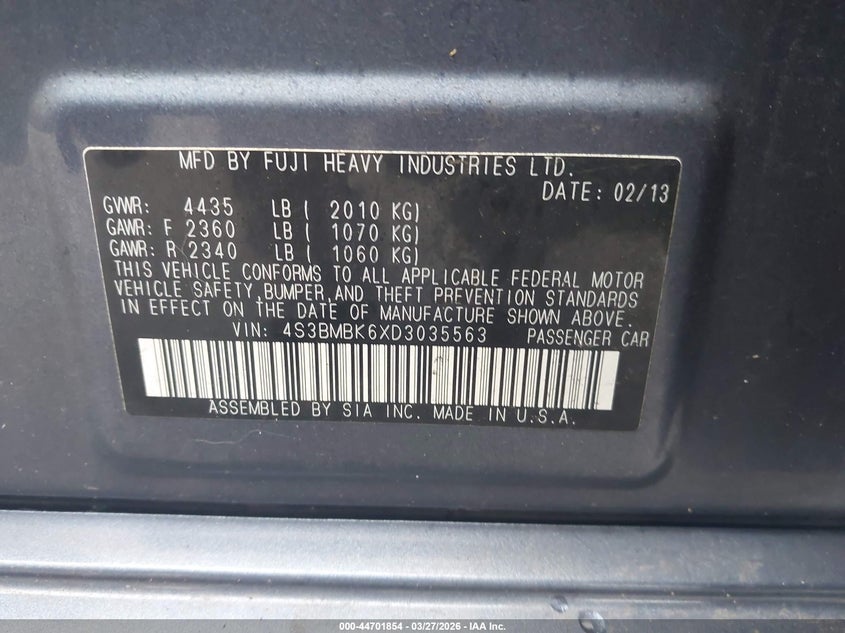 MFD BY FUJI HEAVY INDUSTRIES LTD.
DATE: 02/13
GVWR: 4435 LB ( 2010 KG)
GAWR: F 2360 LB ( 1070 KG)
GAWR: R 2340 LB ( 1060 KG)
THIS VEHICLE CONFORMS TO ALL APPLICABLE FEDERAL MOTOR
VEHICLE SAFETY,BUMPER,AND THEFT PREVENTION STANDARDS
IN EFFECT ON THE DATE OF MANUFACTURE SHOWN ABOVE.
VIN: 4S3BMBK6XD3035563 PASSENGER CAR
ASSEMBLED BY SIA INC. MADE IN U.S.A.
000-44701854 - 03/27/2026 - IAA Inc.